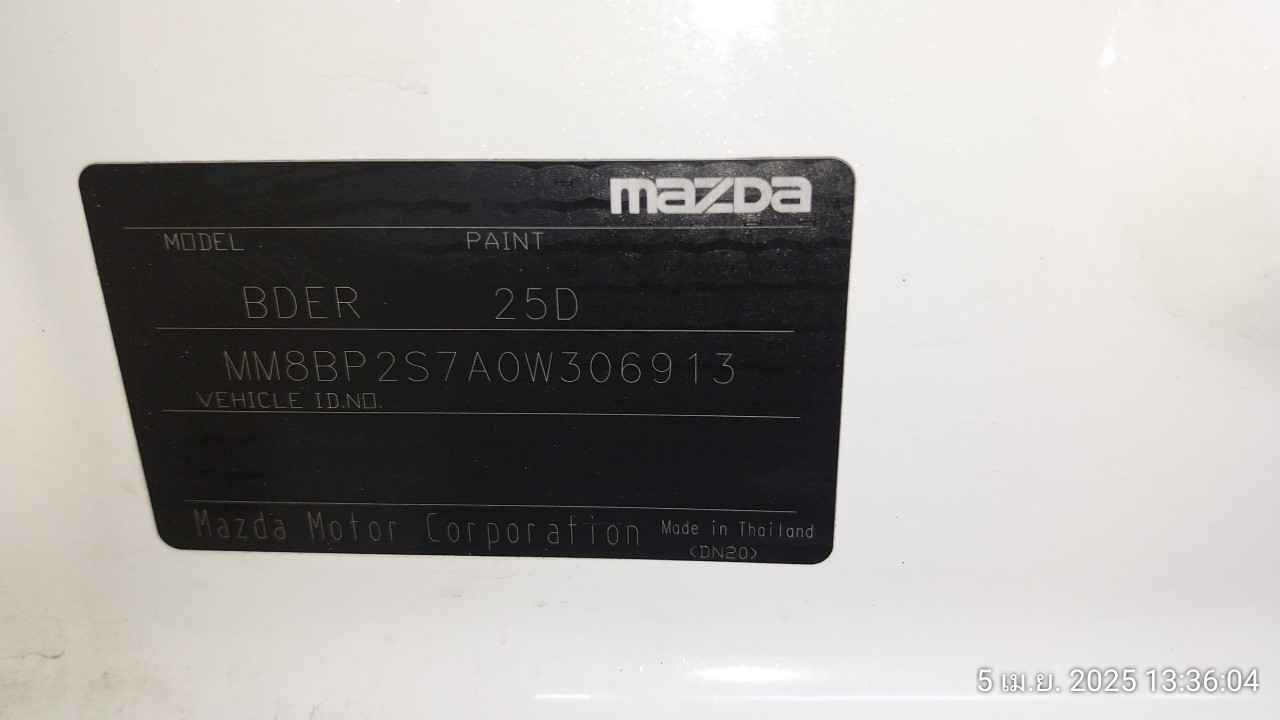 mazda
MODEL PAINT
BDER 25D
MM8BP2S7A0W306913
VEHICLE ID.NO.
Mazda Motor Corporation Made in Thailand
(DN20)
5 เม.ย. 2025 13:36:04